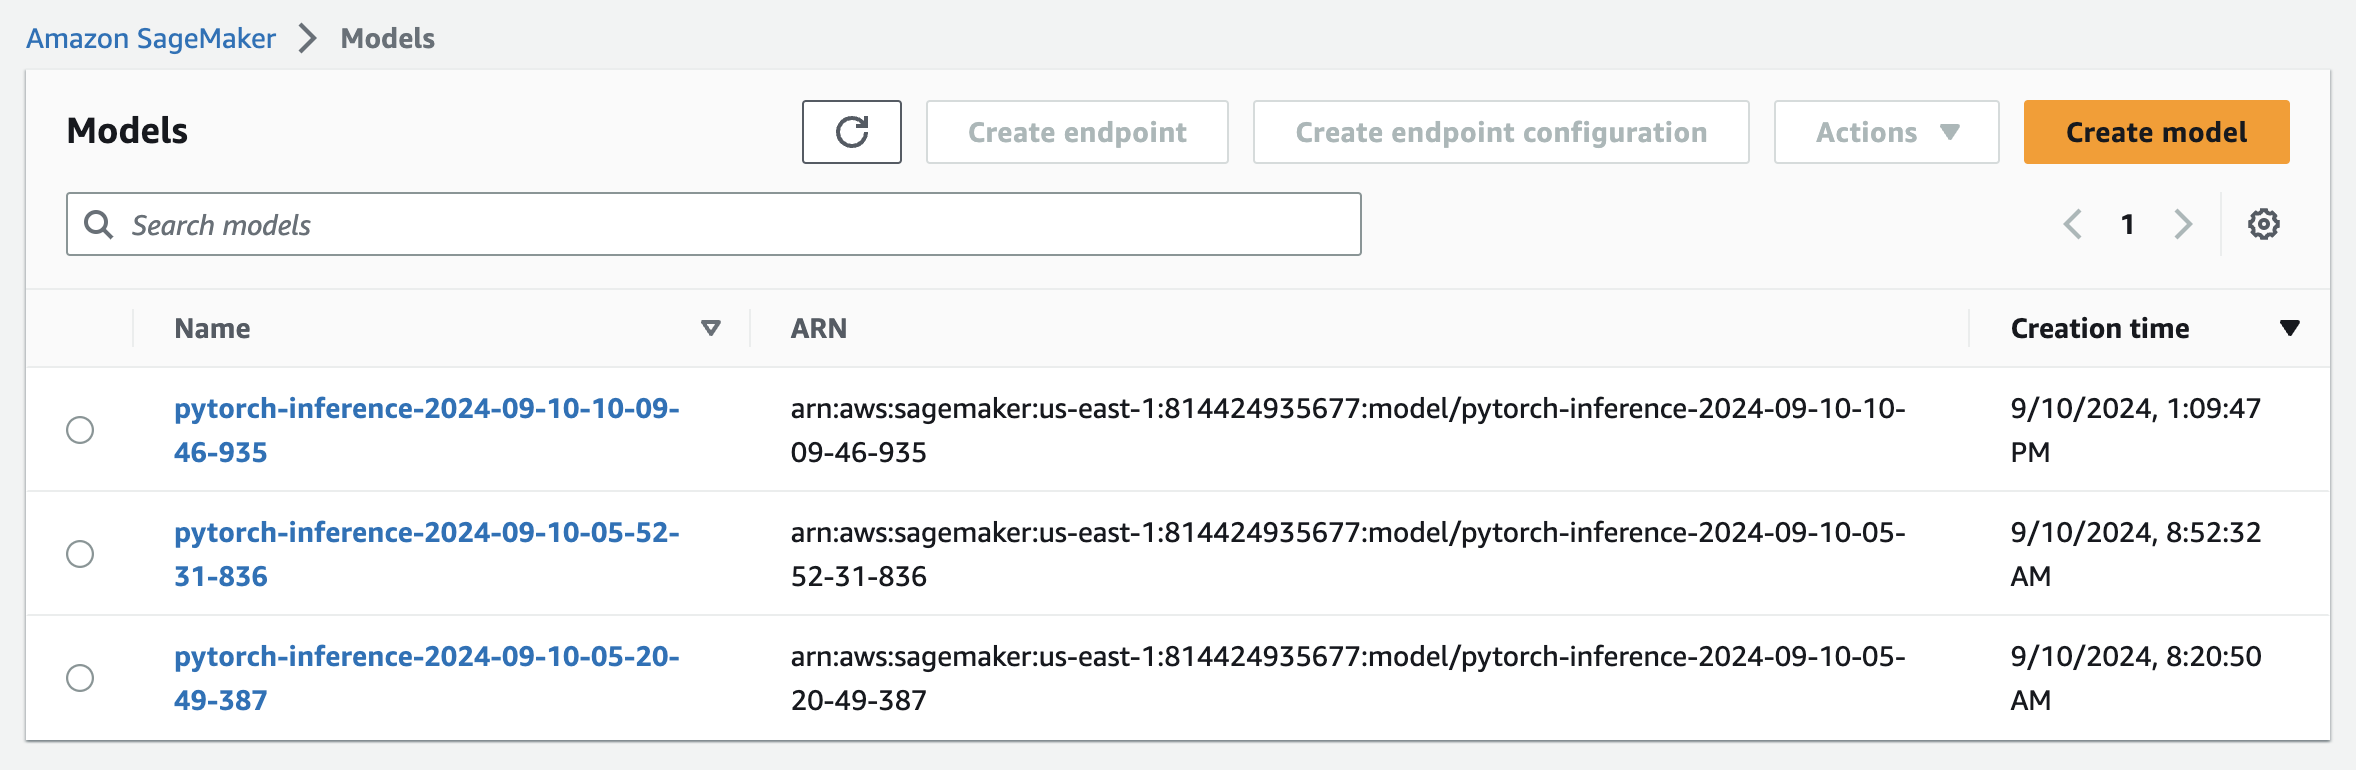 Amazon SageMaker > Models
Models
Create endpoint
Create endpoint configuration
Actions
Create model
Search models
1
Name
ARN
Creation time
pytorch-inference-2024-09-10-10-09-
46-935
arn:aws:sagemaker:us-east-1:814424935677:model/pytorch-inference-2024-09-10-10-
09-46-935
9/10/2024, 1:09:47
PM
pytorch-inference-2024-09-10-05-52-
31-836
arn:aws:sagemaker:us-east-1:814424935677:model/pytorch-inference-2024-09-10-05-
52-31-836
9/10/2024, 8:52:32
AM
pytorch-inference-2024-09-10-05-20-
49-387
arn:aws:sagemaker:us-east-1:814424935677:model/pytorch-inference-2024-09-10-05-
20-49-387
9/10/2024, 8:20:50
AM